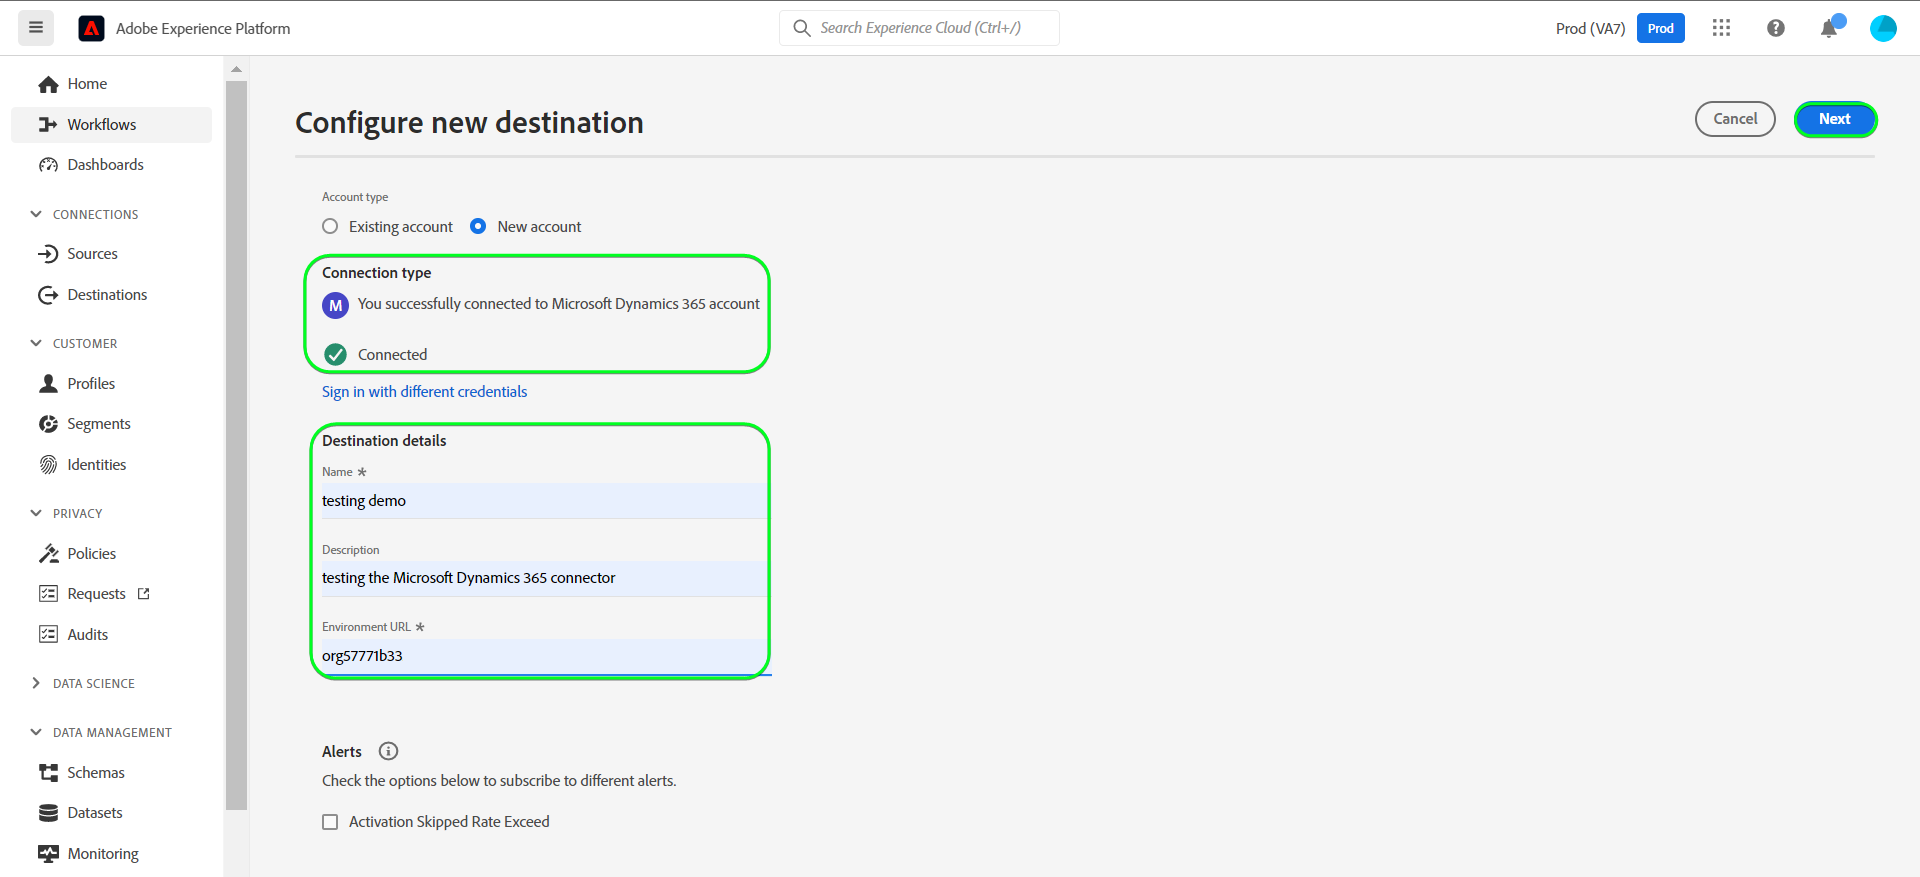 Adobe Experience Platform
Search Experience Cloud (Ctrl+/)
Prod (VA7)
Prod
Home
Workflows
Dashboards
CONNECTIONS
Sources
Destinations
CUSTOMER
Profiles
Segments
Identities
PRIVACY
Policies
Requests
Audits
DATA SCIENCE
DATA MANAGEMENT
Schemas
Datasets
Monitoring
Configure new destination
Cancel
Next
Account type
Existing account
New account
Connection type
M
You successfully connected to Microsoft Dynamics 365 account
Connected
Sign in with different credentials
Destination details
Name *
testing demo
Description
testing the Microsoft Dynamics 365 connector
Environment URL *
org57771b33
Alerts
Check the options below to subscribe to different alerts.
Activation Skipped Rate Exceed